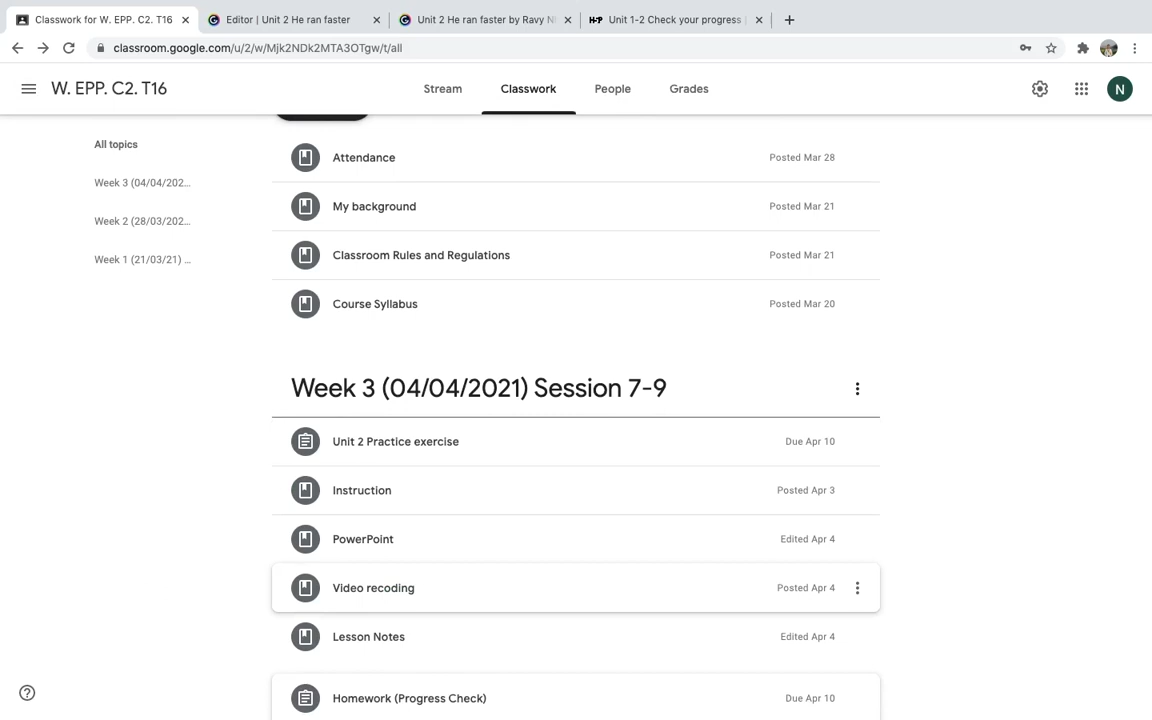 Classroom for W. EPP. C2. T16
Editor | Unit 2 He ran faster
Unit 2 He ran faster by Ravy
H+P Unit 1-2 Check your progress |
classroom.google.com/u/2/w/Mjk2NDk2MTA3OTgw/t/all
W. EPP. C2. T16
Stream
Classwork
People
Grades
N
All topics
Week 3 (04/04/202...
Week 2 (28/03/202...
Week 1 (21/03/21) ...
Attendance
Posted Mar 28
My background
Posted Mar 21
Classroom Rules and Regulations
Posted Mar 21
Course Syllabus
Posted Mar 20
Week 3 (04/04/2021) Session 7-9
Unit 2 Practice exercise
Due Apr 10
Instruction
Posted Apr 3
PowerPoint
Edited Apr 4
Video recoding
Posted Apr 4
Lesson Notes
Edited Apr 4
Homework (Progress Check)
Due Apr 10